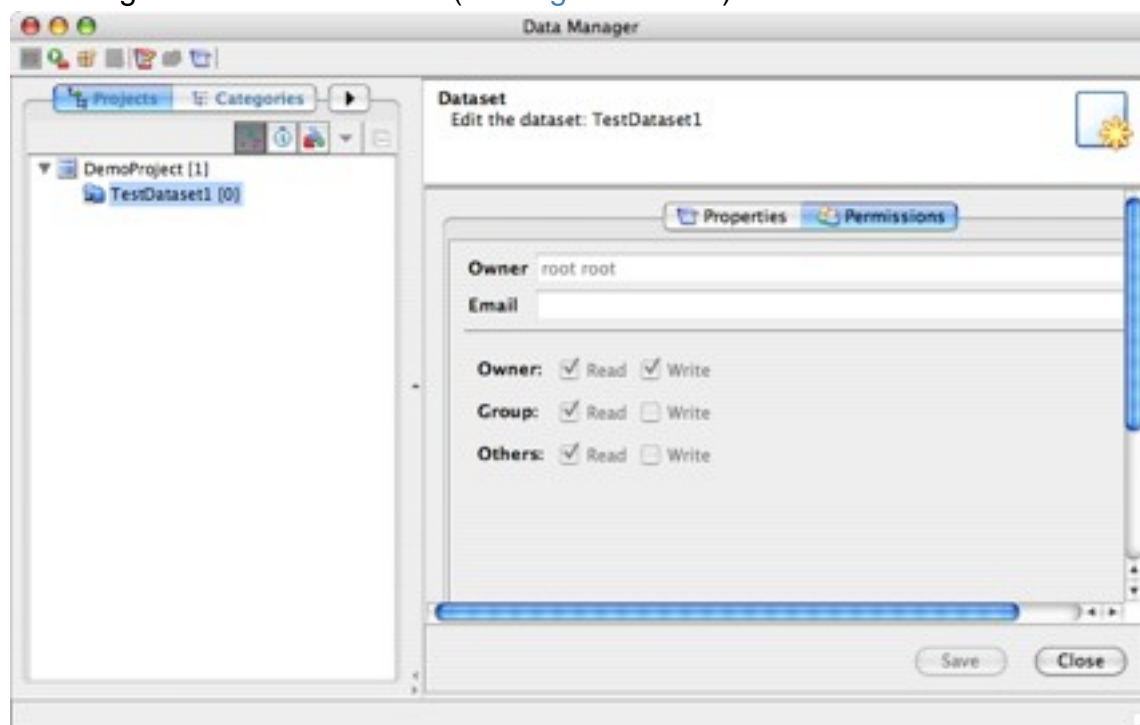 Data Manager
Projects Categories
Dataset
Edit the dataset: TestDataset1
DemoProject [1]
TestDataset1 [0]
Properties Permissions
Owner root root
Email
Owner: Read Write
Group: Read Write
Others: Read Write
Save Close